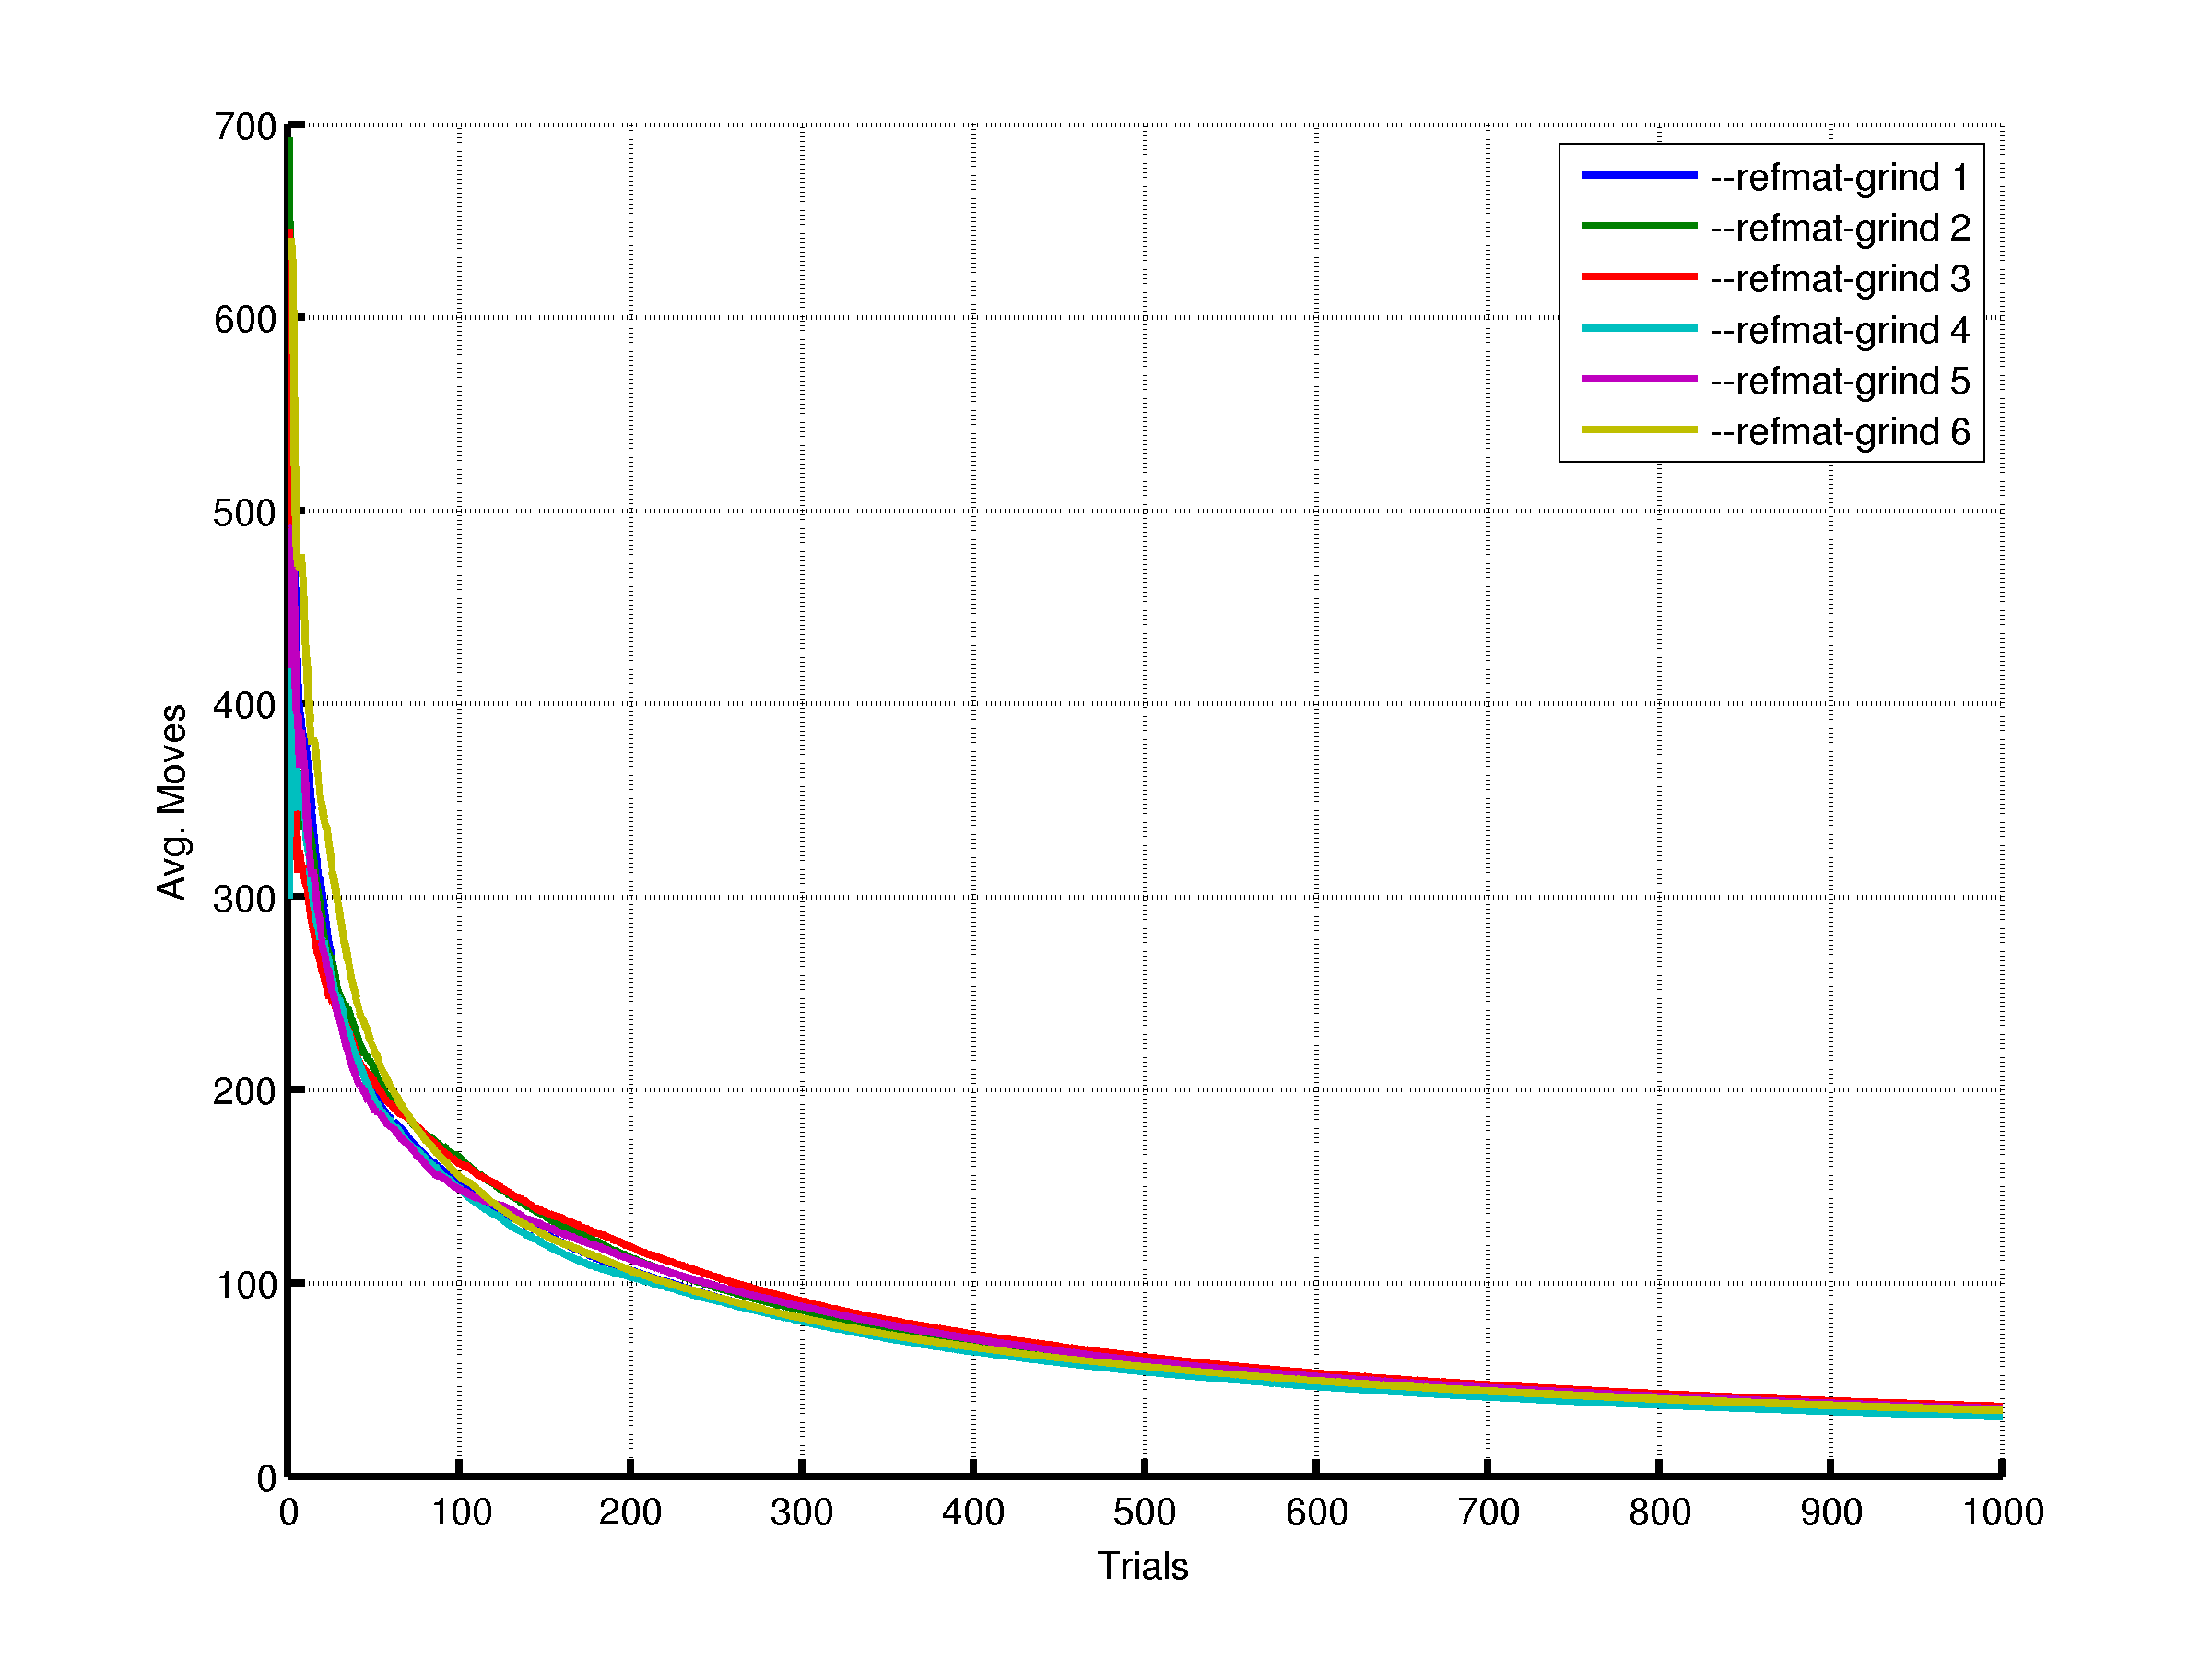 700
600
500
400
300
200
100
0
Avg. Moves
0 100 200 300 400 500 600 700 800 900 1000
Trials
--refmat-grind 1
--refmat-grind 2
--refmat-grind 3
--refmat-grind 4
--refmat-grind 5
--refmat-grind 6